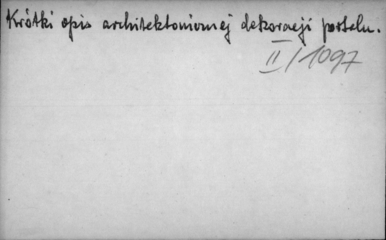 Krótki opis architektonicznej dekoracji portalu.
II/1097